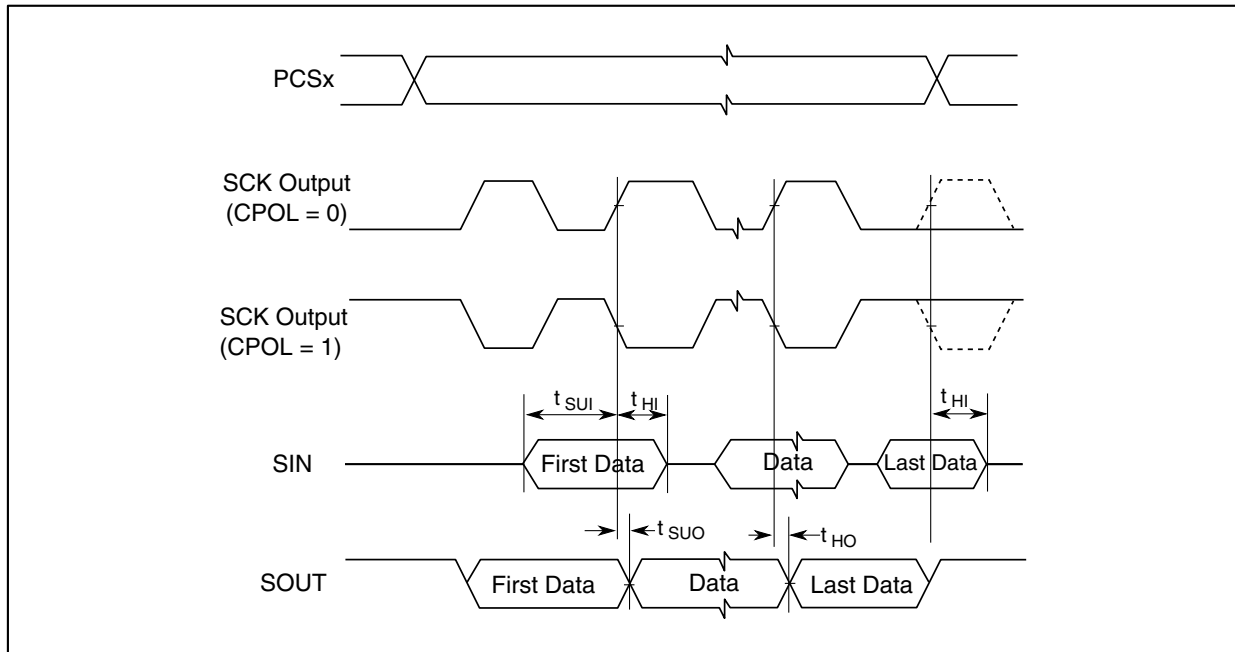 PCSx
SCK Output
(CPOL = 0)
SCK Output
(CPOL = 1)
t SUI
t HI
t HI
SIN
First Data
Data
Last Data
t SUO
t HO
SOUT
First Data
Data
Last Data